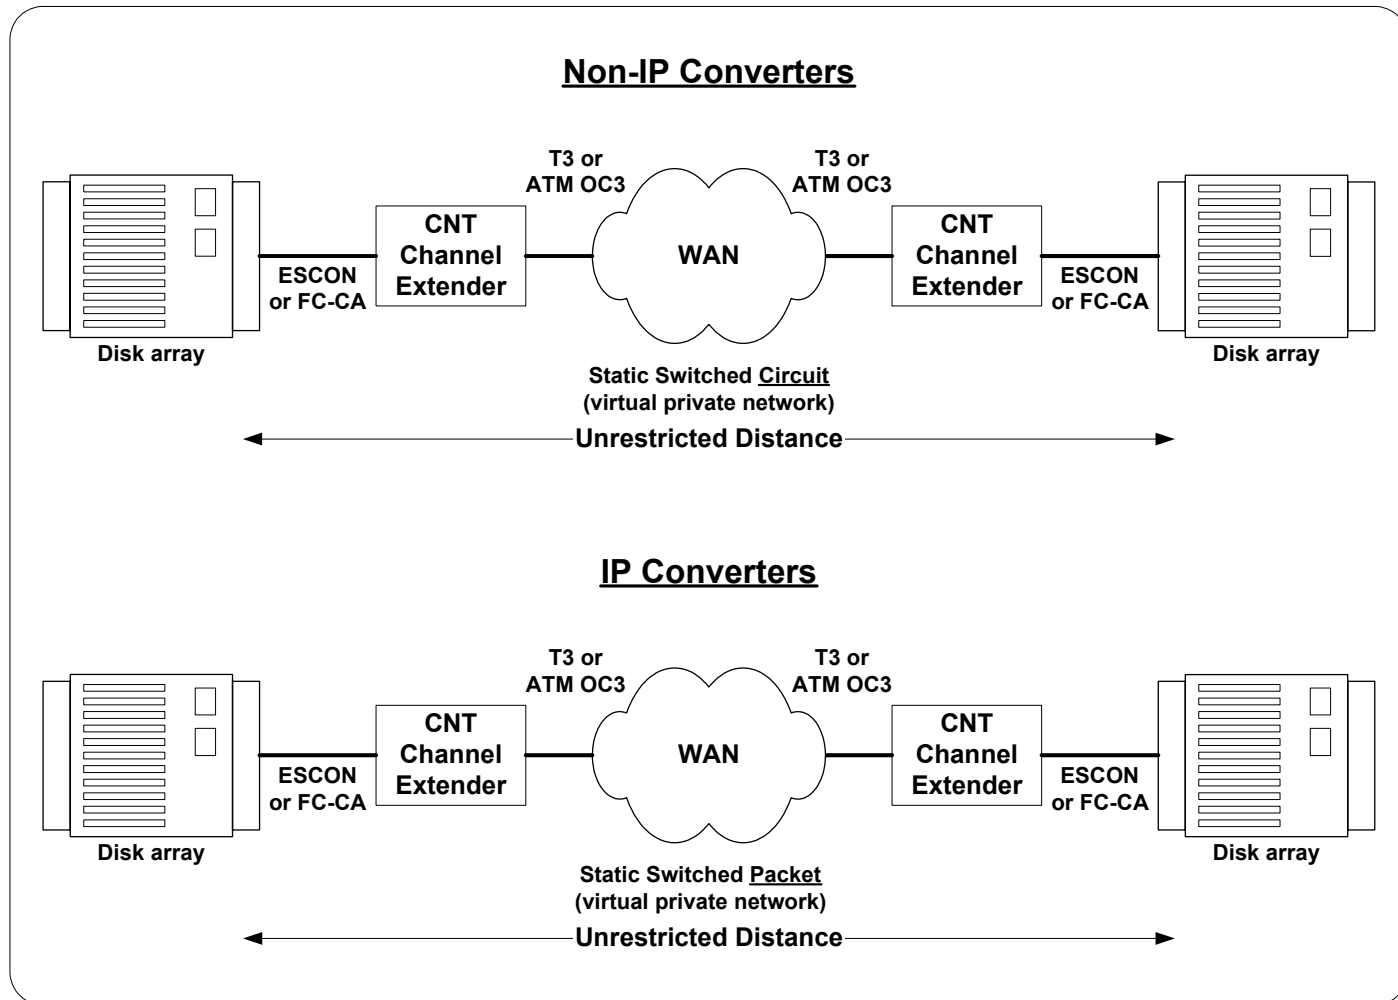 Non-IP Converters
T3 or
ATM OC3
T3 or
ATM OC3
CNT
Channel
Extender
WAN
CNT
Channel
Extender
ESCON
or FC-CA
ESCON
or FC-CA
Disk array
Disk array
Static Switched Circuit
(virtual private network)
Unrestricted Distance
IP Converters
T3 or
ATM OC3
T3 or
ATM OC3
CNT
Channel
Extender
WAN
CNT
Channel
Extender
ESCON
or FC-CA
ESCON
or FC-CA
Disk array
Disk array
Static Switched Packet
(virtual private network)
Unrestricted Distance